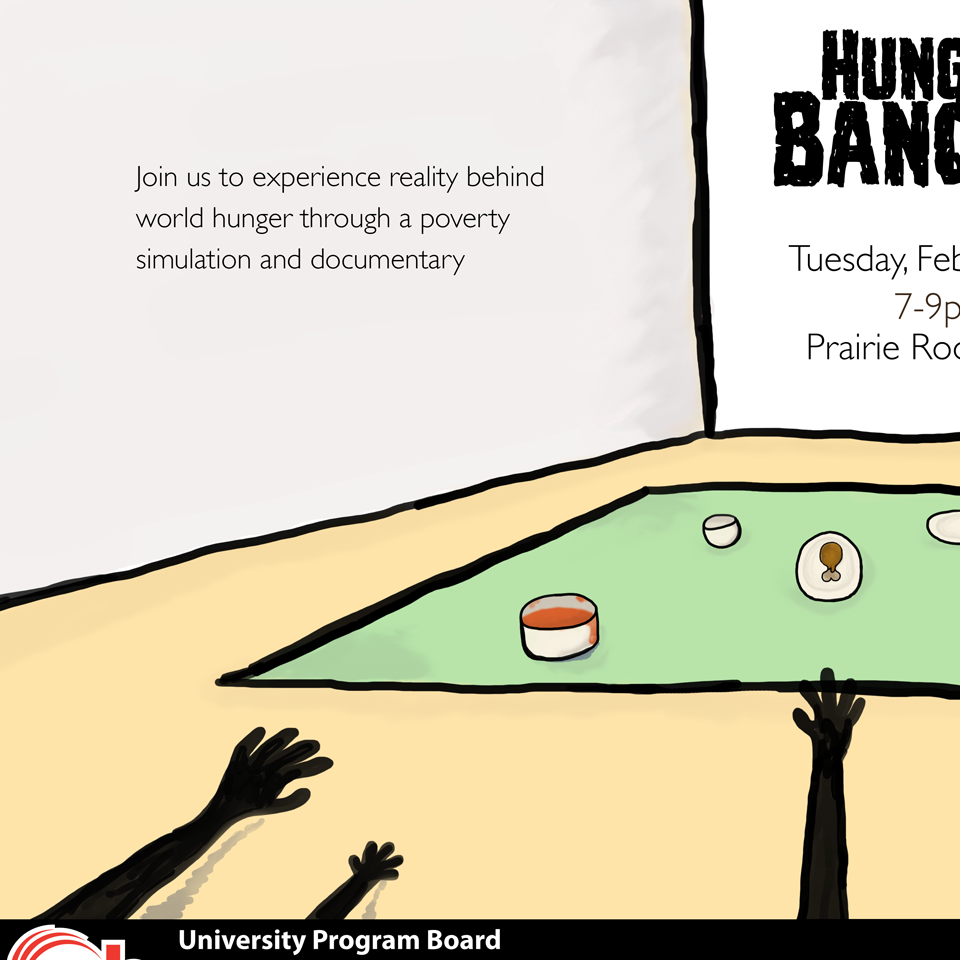 Join us to experience reality behind
world hunger through a poverty
simulation and documentary
HUNG
BANQ
Tuesday, Feb
7-9p
Prairie Roo
University Program Board